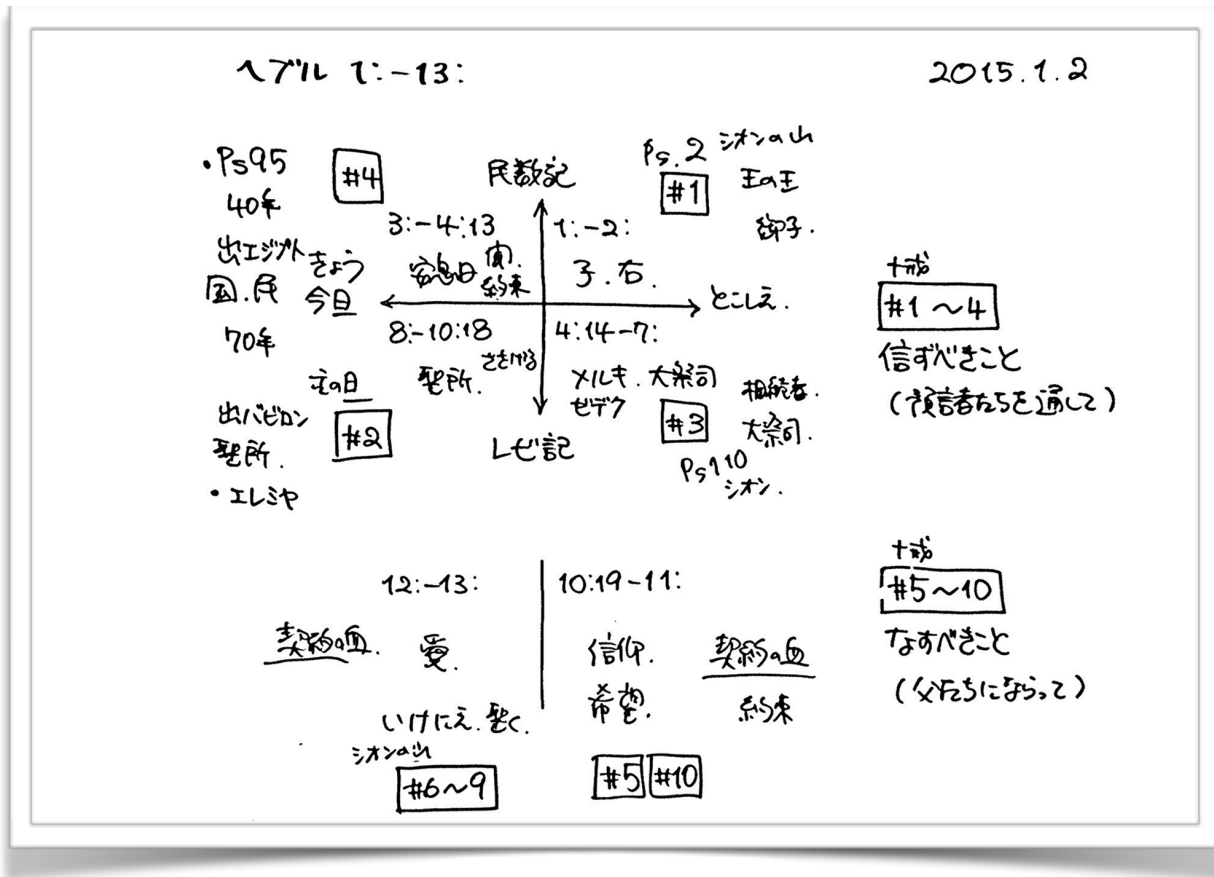 ヘブル 1:-13:
2015.1.2
・Ps95
#4
40年
出エジプト
国.民
70年
きょう
今日
民数記
3:-4:13
安息日
約束
Ps.2 シオンの山
#1
王の王
御子.
1:-2:
子.右.
とこしえ.
8:-10:18
ささげる
聖所.
主の日
#2
出バビロン
聖所.
・エレミヤ
レビ記
4:14-7:
メルキ
ゼデク
.大祭司
#3
相続者.
大祭司.
Ps110
シオン.
十戒
#1～4
信ずべきこと
(預言者たちを通して)
12:-13:
契約の血.
愛.
いけにえ.聖く.
シオンの山
#6～9
10:19-11:
信仰.
希望.
契約の血
約束
#5 #10
十戒
#5～10
なすべきこと
(父たちにならって)